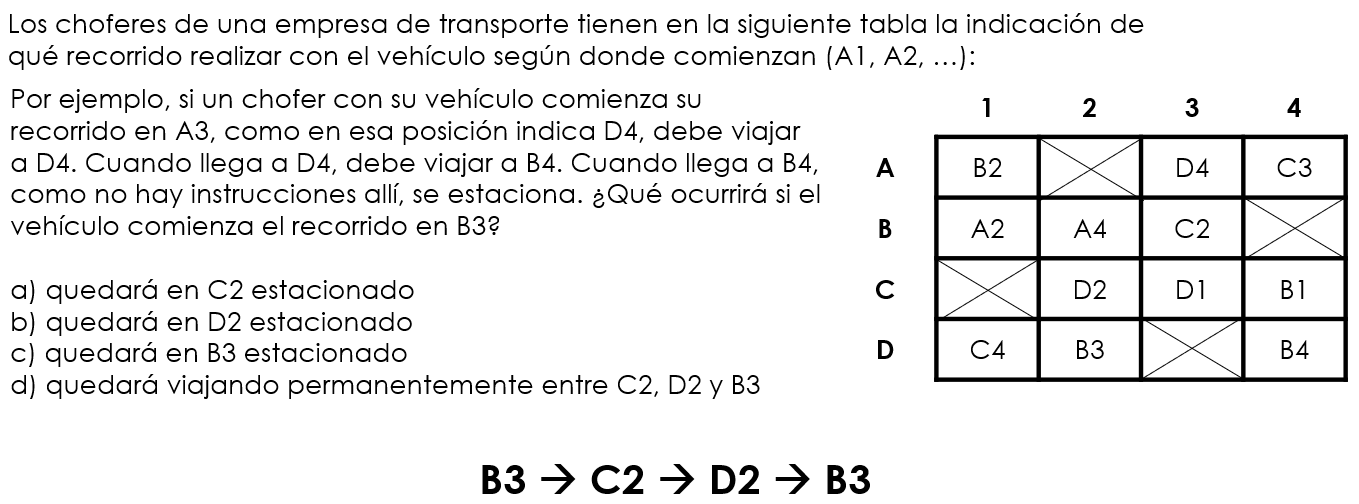 Los choferes de una empresa de transporte tienen en la siguiente tabla la indicación de
qué recorrido realizar con el vehículo según donde comienzan (A1, A2, ...):
Por ejemplo, si un chofer con su vehículo comienza su
recorrido en A3, como en esa posición indica D4, debe viajar
a D4. Cuando llega a D4, debe viajar a B4. Cuando llega a B4,
como no hay instrucciones allí, se estaciona. ¿Qué ocurrirá si el
vehículo comienza el recorrido en B3?
a) quedará en C2 estacionado
b) quedará en D2 estacionado
c) quedará en B3 estacionado
d) quedará viajando permanentemente entre C2, D2 y B3
1 2 3 4
A B2 D4 C3
B A2 A4 C2
C D2 D1 B1
D C4 B3 B4
B3 → C2 → D2 → B3